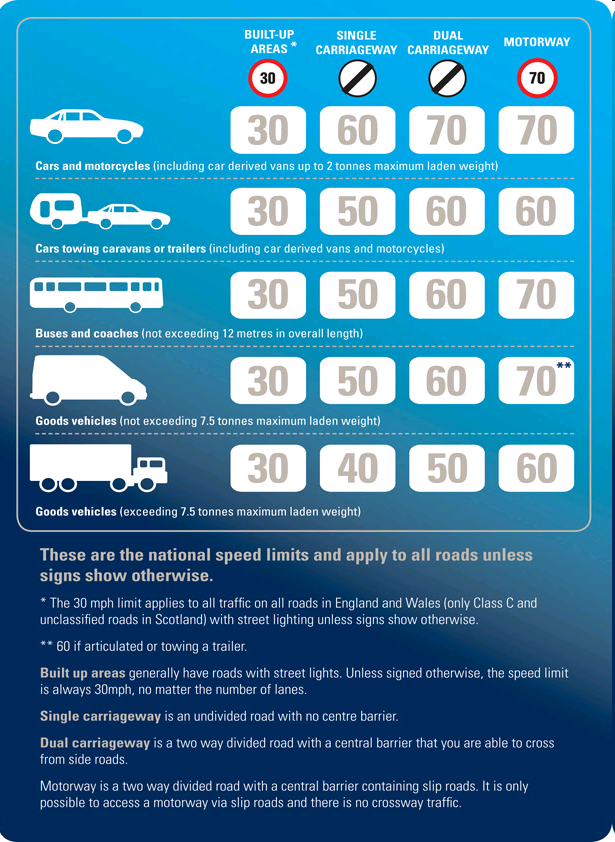 BUILT-UP
AREAS *
SINGLE
CARRIAGEWAY
DUAL
CARRIAGEWAY
MOTORWAY
30
70
30 60 70 70
Cars and motorcycles (including car derived vans up to 2 tonnes maximum laden weight)
30 50 60 60
Cars towing caravans or trailers (including car derived vans and motorcycles)
30 50 60 70
Buses and coaches (not exceeding 12 metres in overall length)
30 50 60 70**
Goods vehicles (not exceeding 7.5 tonnes maximum laden weight)
30 40 50 60
Goods vehicles (exceeding 7.5 tonnes maximum laden weight)
These are the national speed limits and apply to all roads unless
signs show otherwise.
* The 30 mph limit applies to all traffic on all roads in England and Wales (only Class C and
unclassified roads in Scotland) with street lighting unless signs show otherwise.
** 60 if articulated or towing a trailer.
Built up areas generally have roads with street lights. Unless signed otherwise, the speed limit
is always 30mph, no matter the number of lanes.
Single carriageway is an undivided road with no centre barrier.
Dual carriageway is a two way divided road with a central barrier that you are able to cross
from side roads.
Motorway is a two way divided road with a central barrier containing slip roads. It is only
possible to access a motorway via slip roads and there is no crossway traffic.